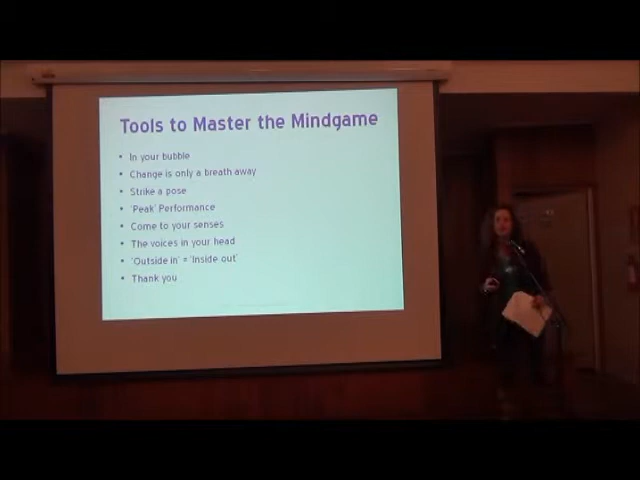 Tools to Master the Mindgame
• In your bubble
• Change is only a breath away
• Strike a pose
• 'Peak' Performance
• Come to your senses
• The voices in your head
• 'Outside in' = 'Inside out'
• Thank you